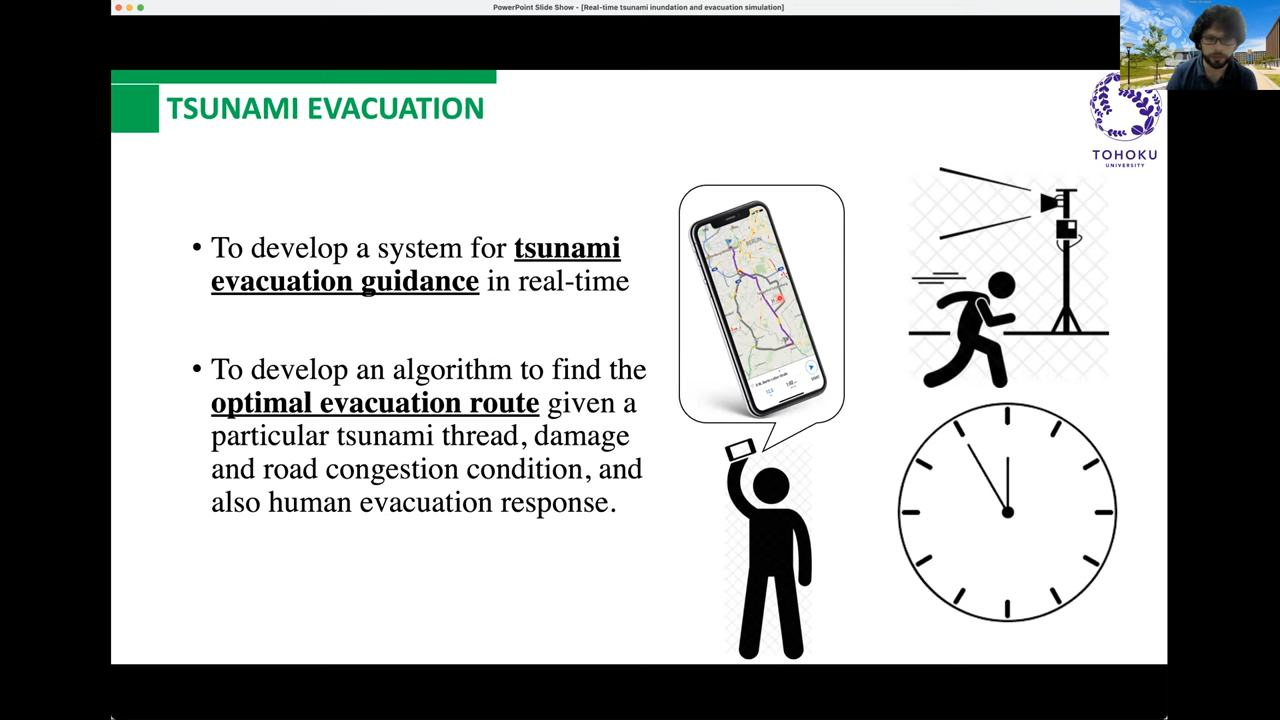 PowerPoint Slide Show - [Real-time tsunami inundation and evacuation simulation]
TSUNAMI EVACUATION
TOHOKU
UNIVERSITY
• To develop a system for tsunami
evacuation guidance in real-time
• To develop an algorithm to find the
optimal evacuation route given a
particular tsunami thread, damage
and road congestion condition, and
also human evacuation response.
BERLIN